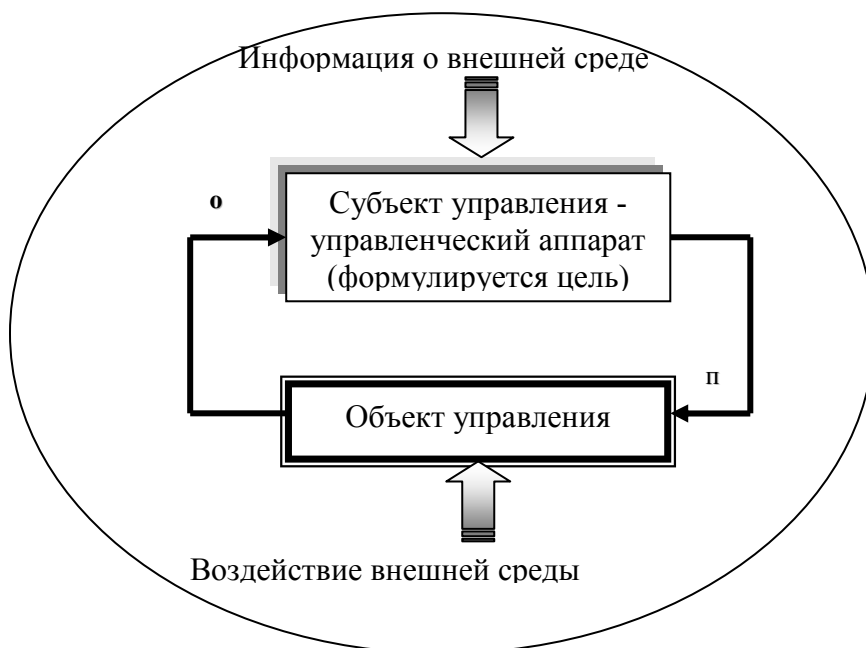 Информация о внешней среде
о
Субъект управления -
управленческий аппарат
(формулируется цель)
п
Объект управления
Воздействие внешней среды